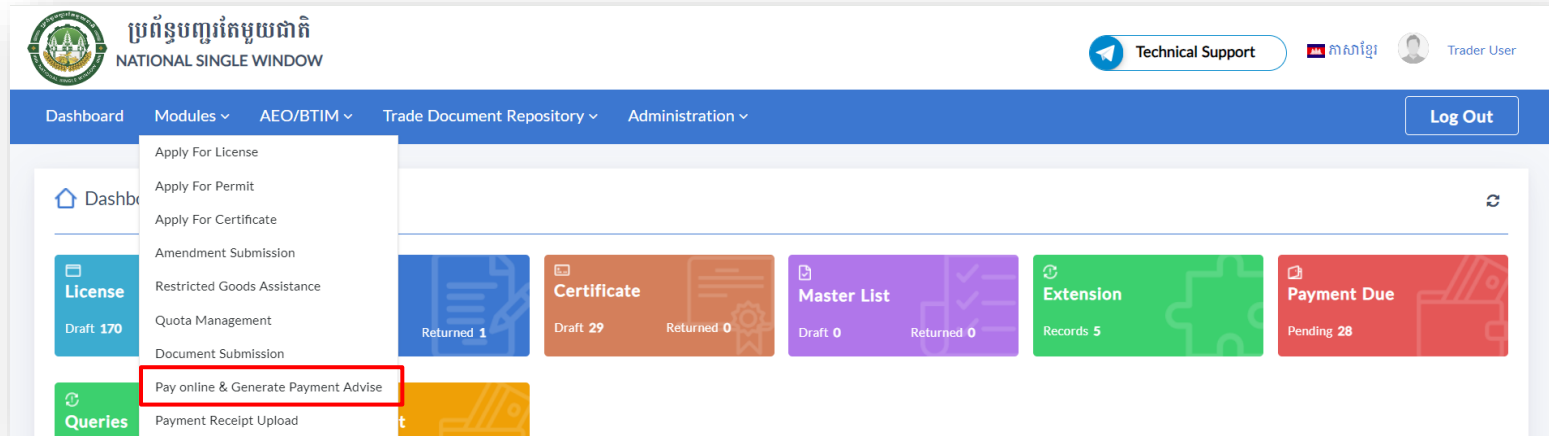 ប្រព័ន្ធបញ្ជរតែមួយជាតិ
NATIONAL SINGLE WINDOW
Technical Support
ភាសាខ្មែរ
Trader User
Dashboard Modules AEO/BTIM Trade Document Repository Administration Log Out
Apply For License
Apply For Permit
Apply For Certificate
Amendment Submission
Restricted Goods Assistance
Quota Management
Document Submission
Pay online & Generate Payment Advise
Payment Receipt Upload
License
Draft 170
Returned 1
Certificate
Draft 29 Returned 0
Master List
Draft 0 Returned 0
Extension
Records 5
Payment Due
Pending 28
Queries